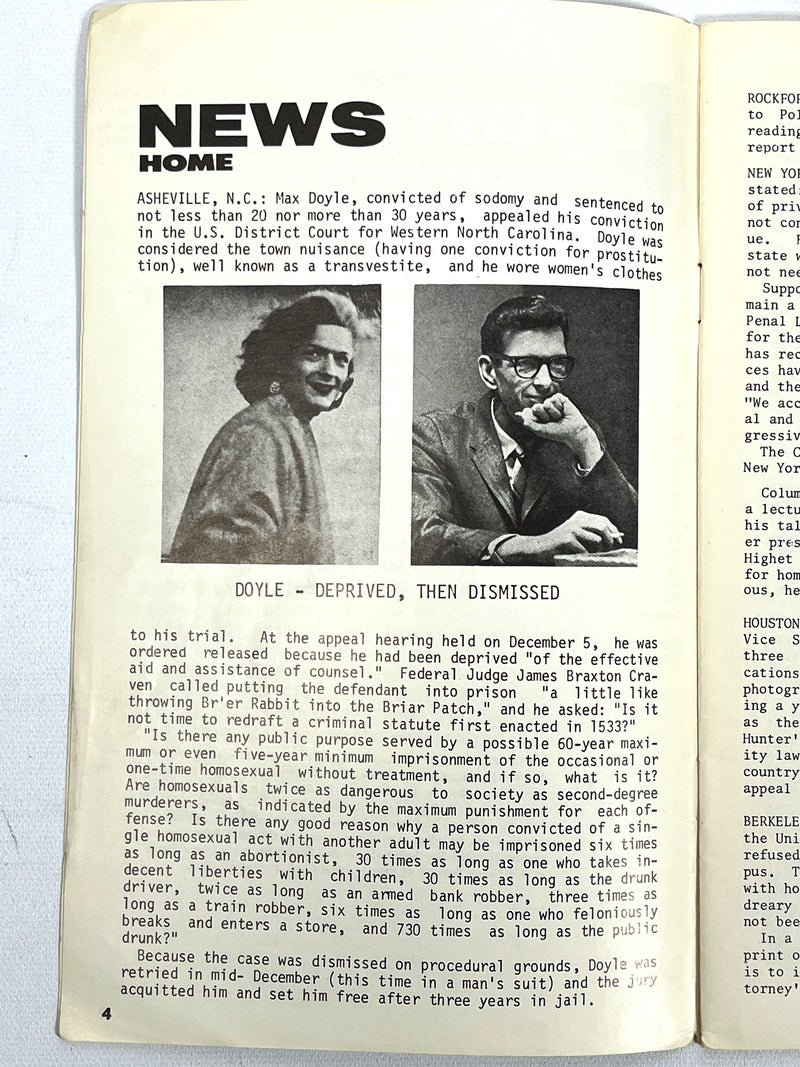 NEWS
HOME
ASHEVILLE, N.C.: Max Doyle, convicted of sodomy and sentenced to
not less than 20 nor more than 30 years, appealed his conviction
in the U.S. District Court for Western North Carolina. Doyle was
considered the town nuisance (having one conviction for prostitu-
tion), well known as a transvestite, and he wore women's clothes
DOYLE - DEPRIVED, THEN DISMISSED
to his trial. At the appeal hearing held on December 5, he was
ordered released because he had been deprived "of the effective
aid and assistance of counsel." Federal Judge James Braxton Cra-
ven called putting the defendant into prison "a little like
throwing Br'er Rabbit into the Briar Patch," and he asked: "Is it
not time to redraft a criminal statute first enacted in 1533?"
"Is there any public purpose served by a possible 60-year maxi-
mum or even five-year minimum imprisonment of the occasional or
one-time homosexual without treatment, and if so, what is it?
Are homosexuals twice as dangerous to society as second-degree
murderers, as indicated by the maximum punishment for each of-
fense? Is there any good reason why a person convicted of a sin-
gle homosexual act with another adult may be imprisoned six times
as long as an abortionist, 30 times as long as one who takes in-
decent liberties with children, 30 times as long as the drunk
driver, twice as long as an armed bank robber, three times as
long as a train robber, six times as long as one who feloniously
breaks and enters a store, and 730 times as long as the public
drunk?"
Because the case was dismissed on procedural grounds, Doyle was
retried in mid- December (this time in a man's suit) and the jury
acquitted him and set him free after three years in jail.
4
ROCKFOR
to Pol
reading
report
NEW YOR
stated:
of priv
not con
ue. 
state w
not nee
Suppo
main a
Penal L
for the
has rec
ces hav
and the
"We acc
al and
gressiv
The C
New Yor
Colum
a lectu
his tal
er pres
Highet
for hom
ous, he
HOUSTON
Vice S
three
cations
photogr
ing a y
as the
Hunter'
ity law
country
appeal
BERKELE
the Uni
refused
pus. T
with ho
dreary
not bee
In a
print o
is to i
torney'